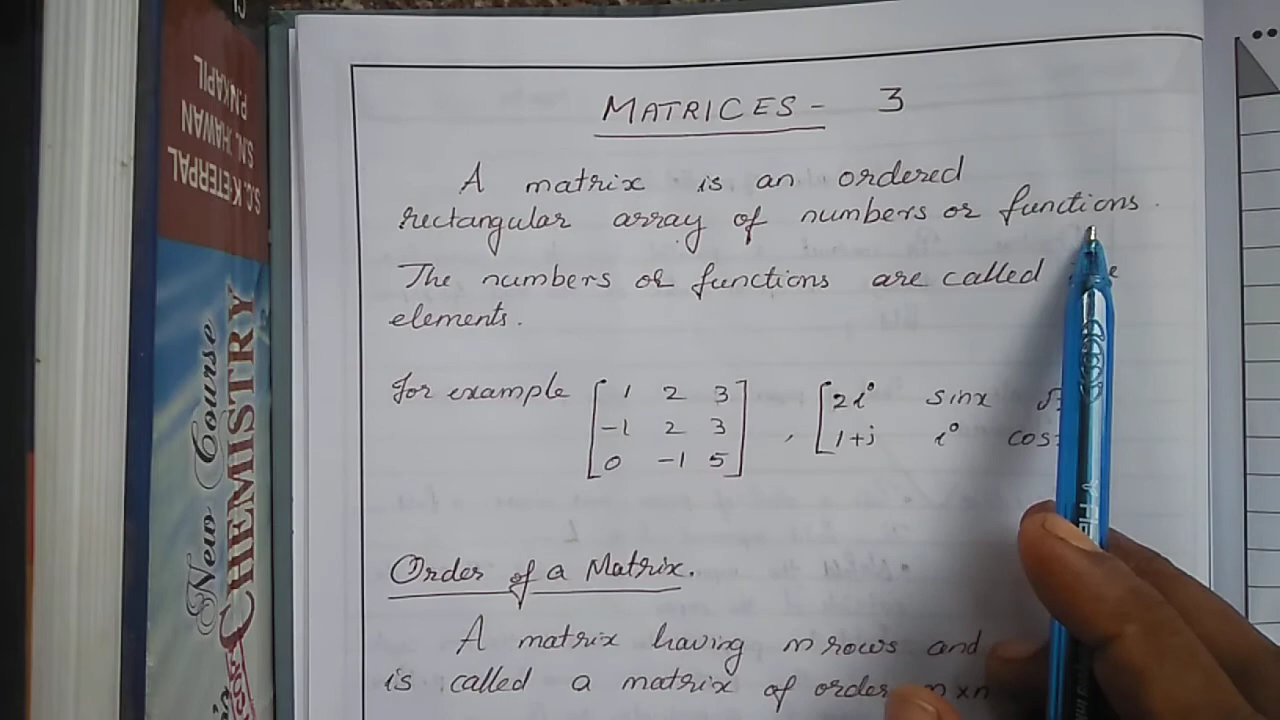 MATRICES - 3
A matrix is an ordered
rectangular array of numbers or functions.
The numbers or functions are called
elements.
For example [ 1 2 3 ] , [ 2i sinx
-1 2 3 1+i i cos
0 -1 5
Order of a Matrix.
A matrix having m rows and
is called a matrix of order m×n
New Course
CHEMISTRY
S.N.
P.N.KAPIL